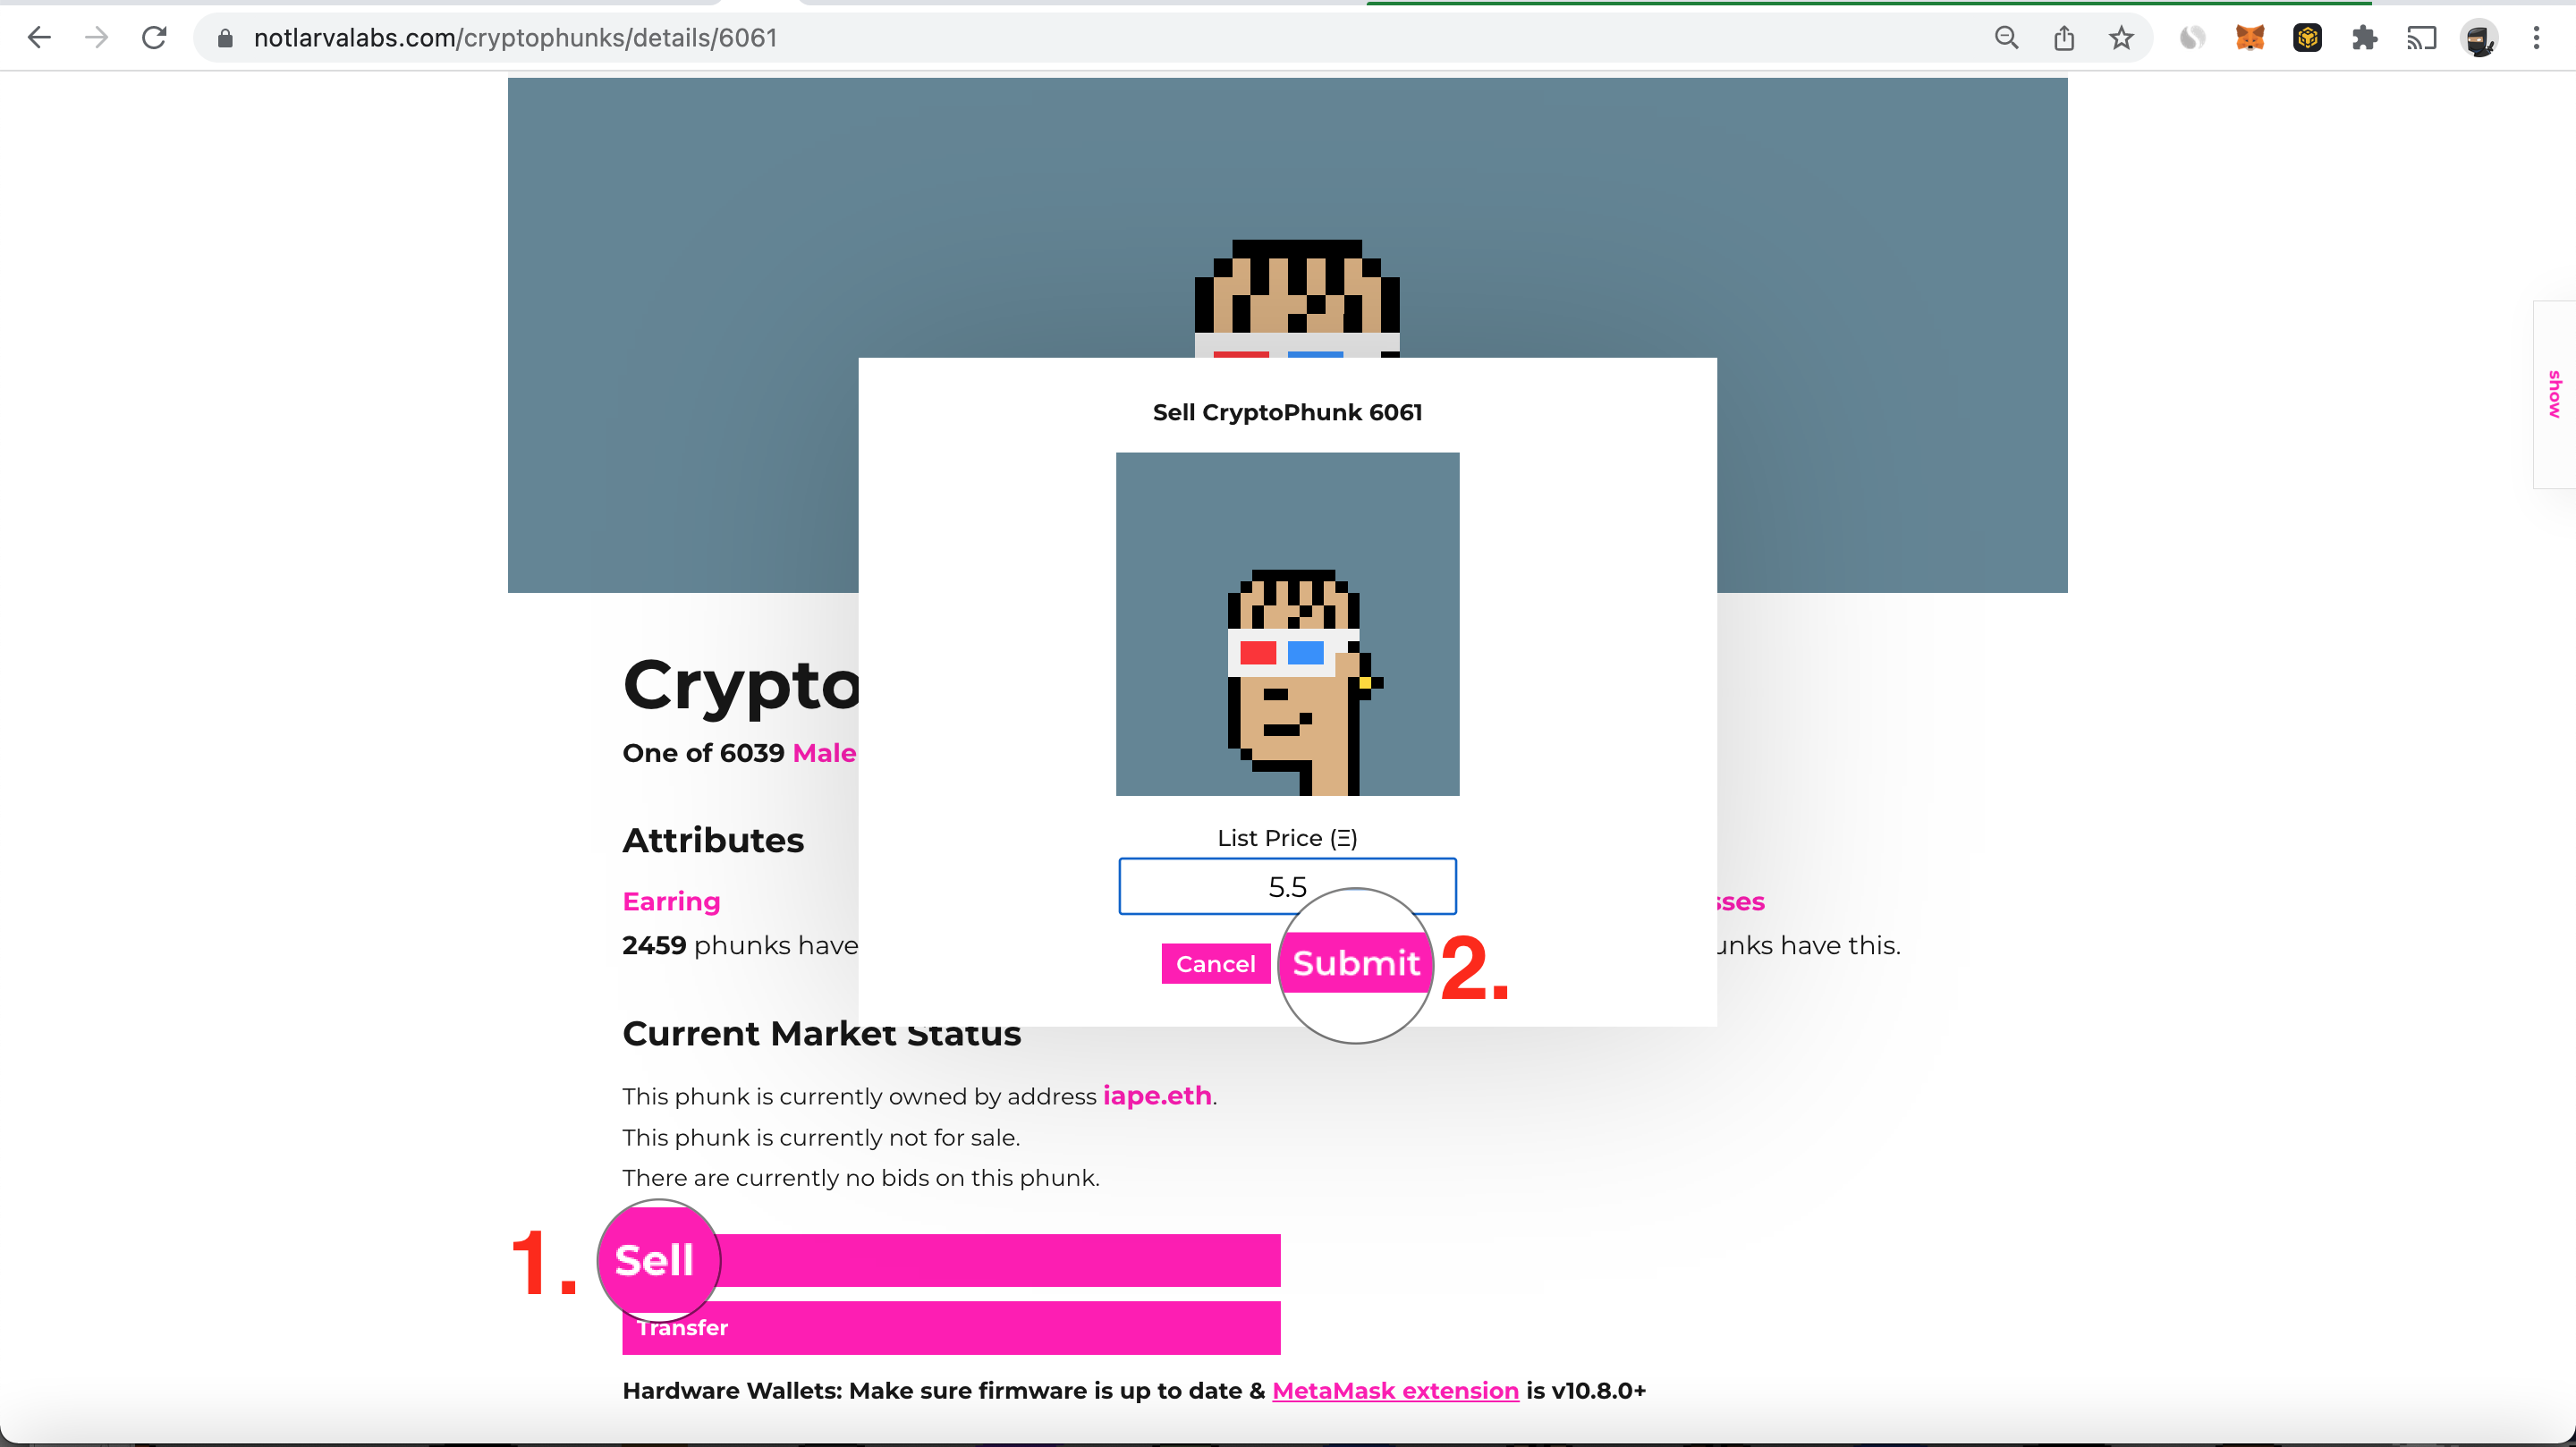 notlarvalabs.com/cryptophunks/details/6061
show
Sell CryptoPhunk 6061
List Price (Ξ)
5.5
Cancel
Submit
2.
Crypto
One of 6039 Male
Attributes
Earring
sses
2459 phunks have
unks have this.
Current Market Status
This phunk is currently owned by address iape.eth.
This phunk is currently not for sale.
There are currently no bids on this phunk.
1.
Sell
Transfer
Hardware Wallets: Make sure firmware is up to date & MetaMask extension is v10.8.0+